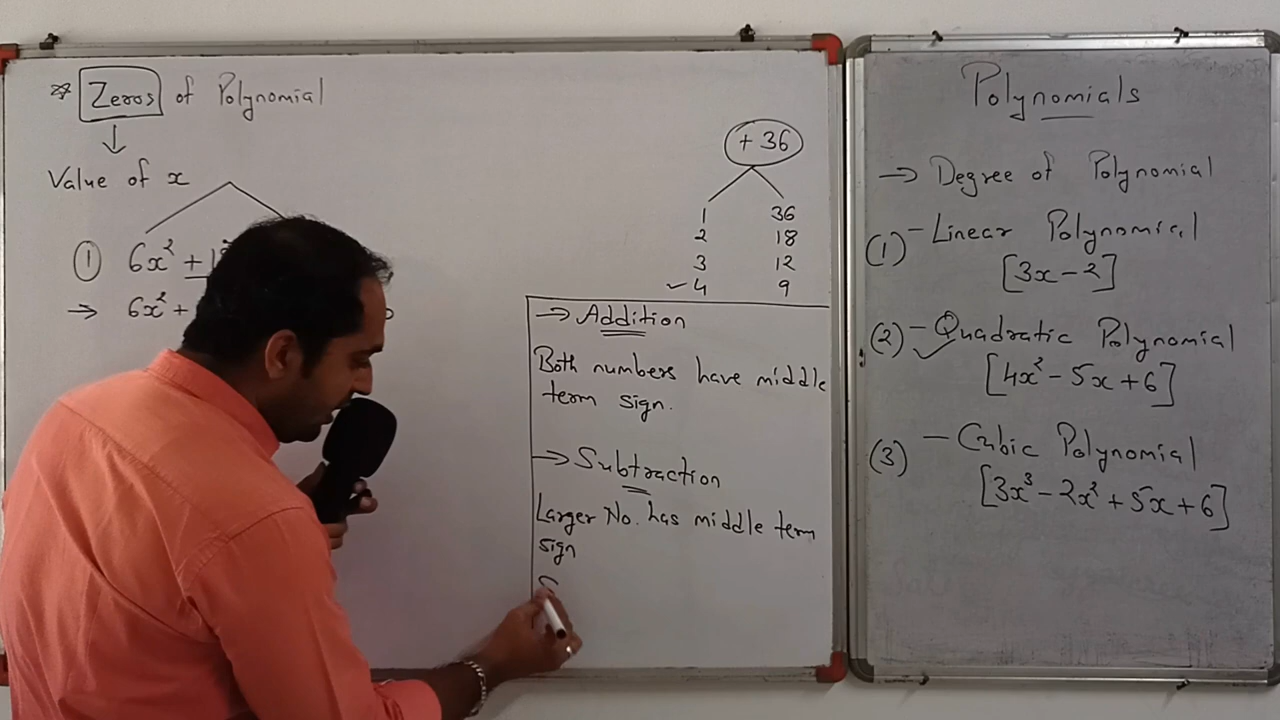 ☆ Zeros of Polynomial
↓
Value of x
① 6x² + 1
→ 6x² +
+36
1 36
2 18
3 12
✓4 9
→ Addition
Both numbers have middle
term sign.
→ Subtraction
Larger No. has middle term
sign
Polynomials
→ Degree of Polynomial
(1) - Linear Polynomial
[3x - 2]
(2) - Quadratic Polynomial
[4x² - 5x + 6]
(3) - Cubic Polynomial
[3x³ - 2x² + 5x + 6]